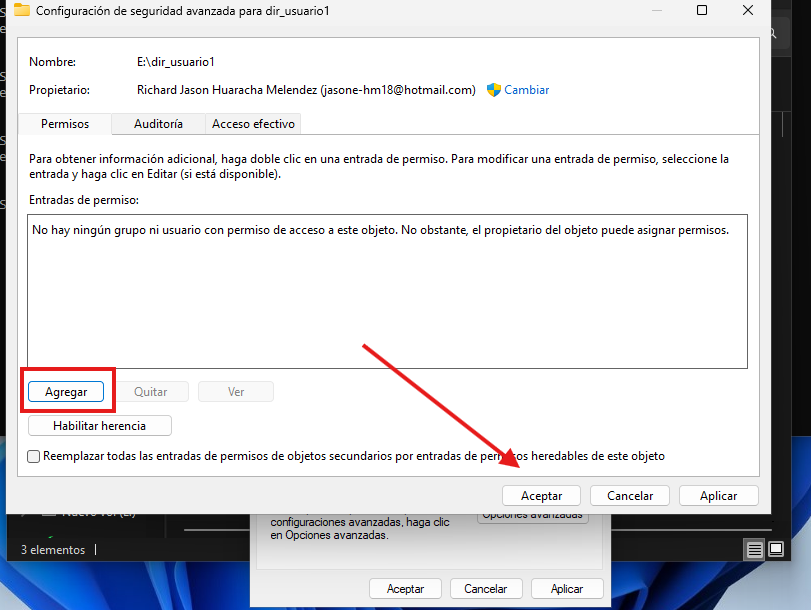 Configuración de seguridad avanzada para dir_usuario1
Nombre: E:\dir_usuario1
Propietario: Richard Jason Huaracha Melendez (jasone-hm18@hotmail.com) Cambiar
Permisos Auditoría Acceso efectivo
Para obtener información adicional, haga doble clic en una entrada de permiso. Para modificar una entrada de permiso, seleccione la
entrada y haga clic en Editar (si está disponible).
Entradas de permiso:
No hay ningún grupo ni usuario con permiso de acceso a este objeto. No obstante, el propietario del objeto puede asignar permisos.
Agregar Quitar Ver
Habilitar herencia
Reemplazar todas las entradas de permisos de objetos secundarios por entradas de permisos heredables de este objeto
Aceptar Cancelar Aplicar
configuraciones avanzadas, haga clic
en Opciones avanzadas.
Opciones avanzadas
3 elementos
Aceptar Cancelar Aplicar